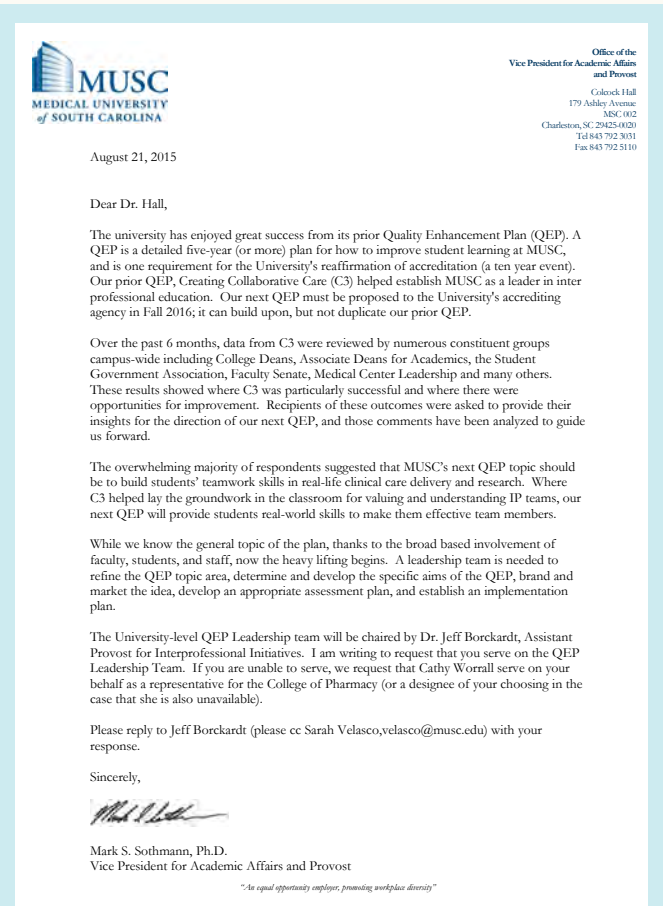 MUSC
MEDICAL UNIVERSITY
of SOUTH CAROLINA
Office of the
Vice President for Academic Affairs
and Provost
Colcock Hall
179 Ashley Avenue
MSC 002
Charleston, SC 29425-0020
Tel 843 792 3031
Fax 843 792 5110
August 21, 2015
Dear Dr. Hall,
The university has enjoyed great success from its prior Quality Enhancement Plan (QEP). A
QEP is a detailed five-year (or more) plan for how to improve student learning at MUSC,
and is one requirement for the University's reaffirmation of accreditation (a ten year event).
Our prior QEP, Creating Collaborative Care (C3) helped establish MUSC as a leader in inter
professional education. Our next QEP must be proposed to the University's accrediting
agency in Fall 2016; it can build upon, but not duplicate our prior QEP.
Over the past 6 months, data from C3 were reviewed by numerous constituent groups
campus-wide including College Deans, Associate Deans for Academics, the Student
Government Association, Faculty Senate, Medical Center Leadership and many others.
These results showed where C3 was particularly successful and where there were
opportunities for improvement. Recipients of these outcomes were asked to provide their
insights for the direction of our next QEP, and those comments have been analyzed to guide
us forward.
The overwhelming majority of respondents suggested that MUSC's next QEP topic should
be to build students' teamwork skills in real-life clinical care delivery and research. Where
C3 helped lay the groundwork in the classroom for valuing and understanding IP teams, our
next QEP will provide students real-world skills to make them effective team members.
While we know the general topic of the plan, thanks to the broad based involvement of
faculty, students, and staff, now the heavy lifting begins. A leadership team is needed to
refine the QEP topic area, determine and develop the specific aims of the QEP, brand and
market the idea, develop an appropriate assessment plan, and establish an implementation
plan.
The University-level QEP Leadership team will be chaired by Dr. Jeff Borckardt, Assistant
Provost for Interprofessional Initiatives. I am writing to request that you serve on the QEP
Leadership Team. If you are unable to serve, we request that Cathy Worrall serve on your
behalf as a representative for the College of Pharmacy (or a designee of your choosing in the
case that she is also unavailable).
Please reply to Jeff Borckardt (please cc Sarah Velasco,velasco@musc.edu) with your
response.
Sincerely,
Mark S. Sothmann, Ph.D.
Vice President for Academic Affairs and Provost
"An equal opportunity employer, promoting workplace diversity"